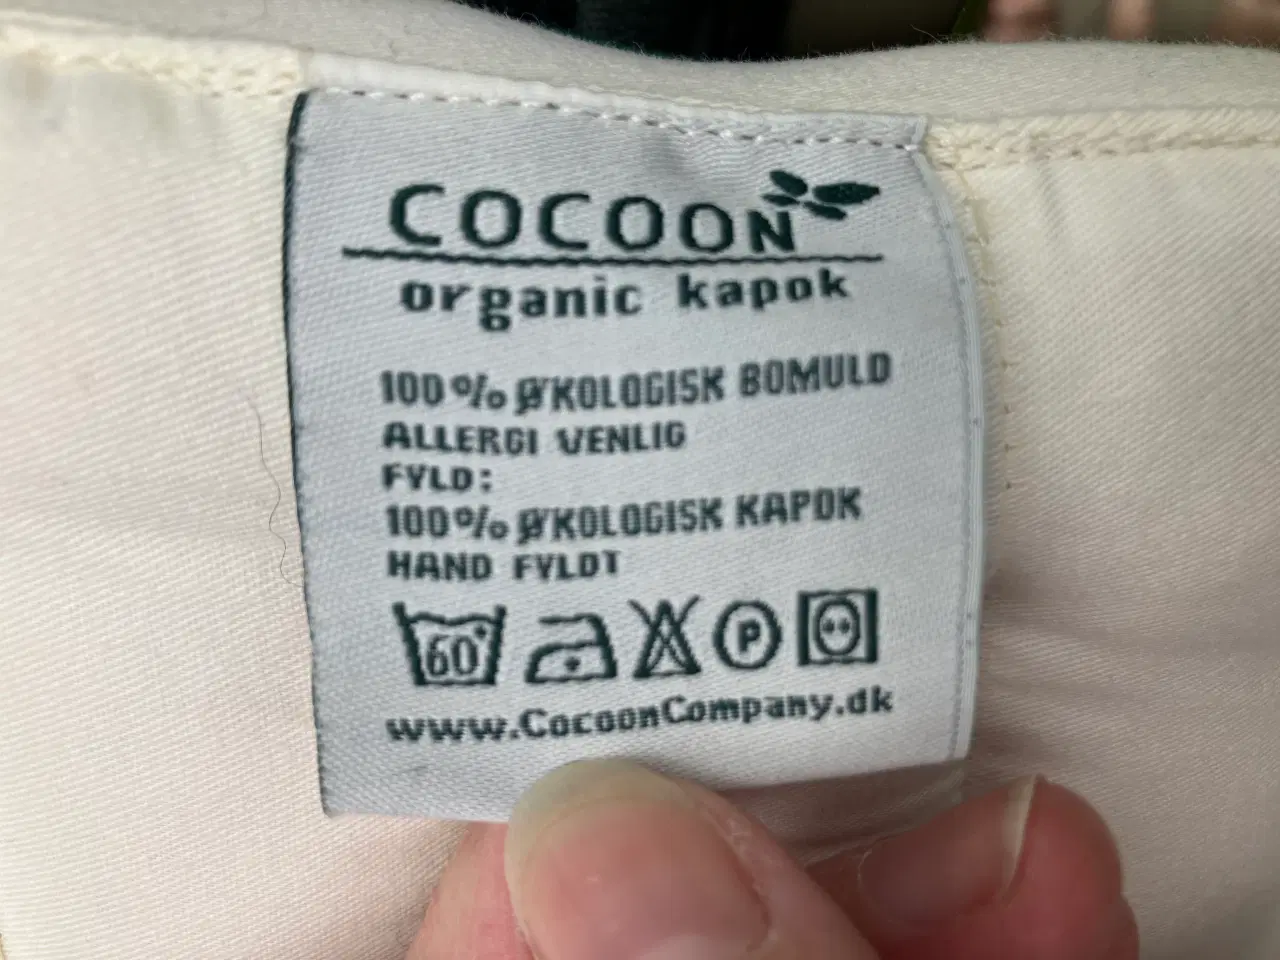 COCOON
organic kapok
100% ØKOLOGISK BOMULD
ALLERGI VENLIG
FYLD:
100% ØKOLOGISK KAPOK
HAND FYLDT
60° P
www.CocoonCompany.dk